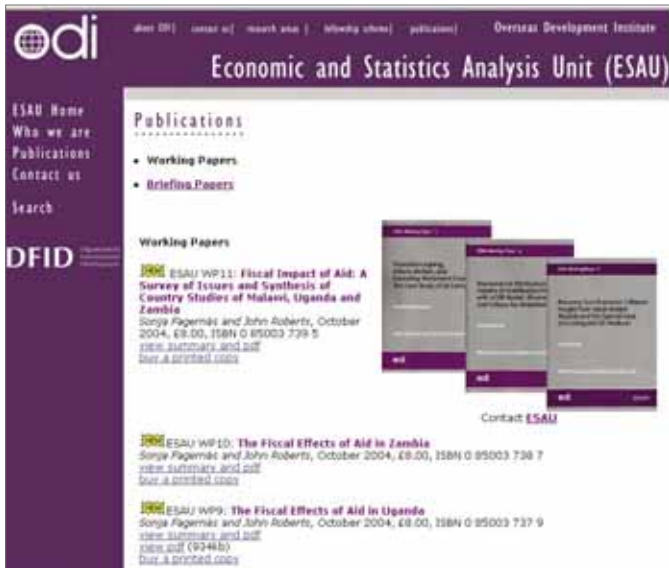 odi
about ODI| contact us| research areas | fellowship scheme| publications|
Overseas Development Institute
Economic and Statistics Analysis Unit (ESAU)
ESAU Home
Who we are
Publications
Contact us
Search
DFID
Publications
• Working Papers
• Briefing Papers
Working Papers
ESAU WP11: Fiscal Impact of Aid: A
Survey of Issues and Synthesis of
Country Studies of Malawi, Uganda and
Zambia
Sonja Fagernäs and John Roberts, October
2004, £8.00, ISBN 0 85003 739 5
view summary and pdf
buy a printed copy
odi
odi
odi
Contact ESAU
ESAU WP10: The Fiscal Effects of Aid in Zambia
Sonja Fagernäs and John Roberts, October 2004, £8.00, ISBN 0 85003 738 7
view summary and pdf
buy a printed copy
ESAU WP9: The Fiscal Effects of Aid in Uganda
Sonja Fagernäs and John Roberts, October 2004, £8.00, ISBN 0 85003 737 9
view summary and pdf
view pdf (934kb)
buy a printed copy